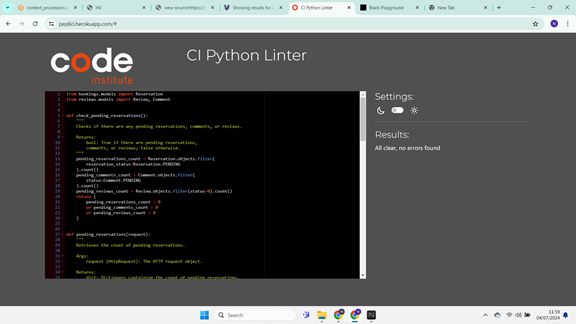 context_processors.p
HV
view-source:https://
Showing results for
CI Python Linter
Black Playground
New Tab
pep8ci.herokuapp.com/#
code
institute
CI Python Linter
1 from bookings.models import Reservation
2 from reviews.models import Review, Comment
3
4
5 def check_pending_reservations():
6 """
7 Checks if there are any pending reservations, comments, or reviews.
8
9 Returns:
10 bool: True if there are pending reservations,
11 comments, or reviews; False otherwise.
12 """
13 pending_reservations_count = Reservation.objects.filter(
14 reservation_status=Reservation.PENDING
15 ).count()
16 pending_comments_count = Comment.objects.filter(
17 status=Comment.PENDING
18 ).count()
19 pending_reviews_count = Review.objects.filter(status=0).count()
20 return (
21 pending_reservations_count > 0
22 or pending_comments_count > 0
23 or pending_reviews_count > 0
24 )
25
26
27 def pending_reservations(request):
28 """
29 Retrieves the count of pending reservations.
30
31 Args:
32 request (HttpRequest): The HTTP request object.
33
34 Returns:
35 dict: Dictionary containing the count of pending reservations.
Settings:
Results:
All clear, no errors found
Search
11:59
04/07/2024